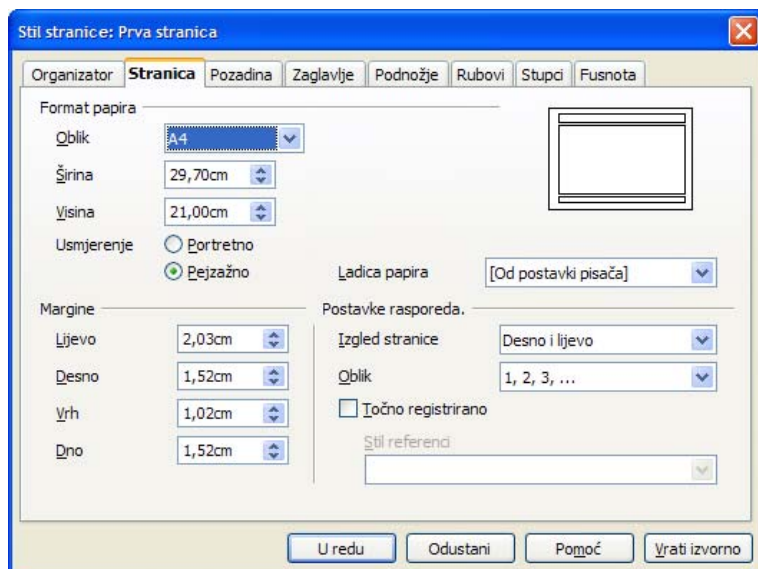 Stil stranice: Prva stranica
Organizator Stranica Pozadina Zaglavlje Podnožje Rubovi Stupci Fusnota
Format papira
Oblik A4
Širina 29,70cm
Visina 21,00cm
Usmjerenje Portretno
Pejzažno Ladica papira [Od postavki pisača]
Margine Postavke rasporeda.
Lijevo 2,03cm Izgled stranice Desno i lijevo
Desno 1,52cm Oblik 1, 2, 3, ...
Vrh 1,02cm Točno registrirano
Dno 1,52cm Stil referenci
U redu Odustani Pomoć Vrati izvorno